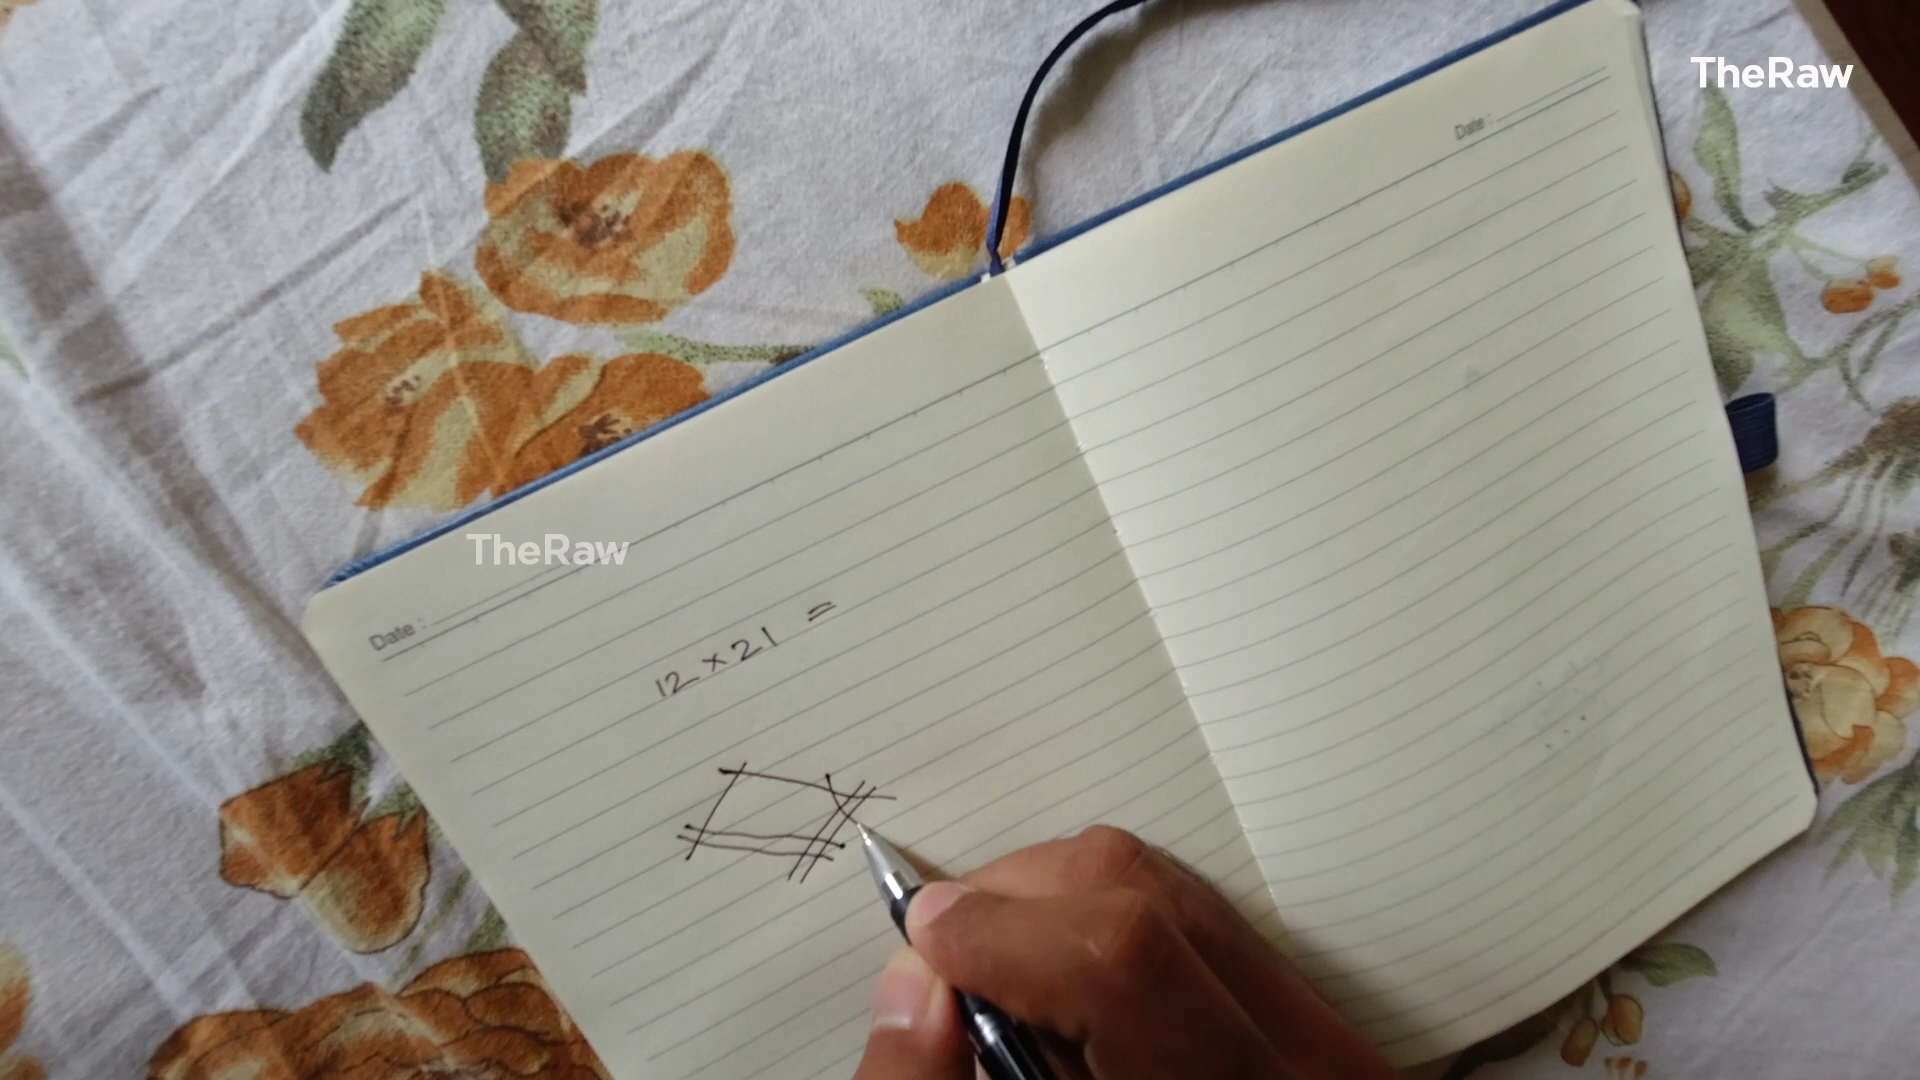 TheRaw
Date :
TheRaw
Date :
12 × 21 =